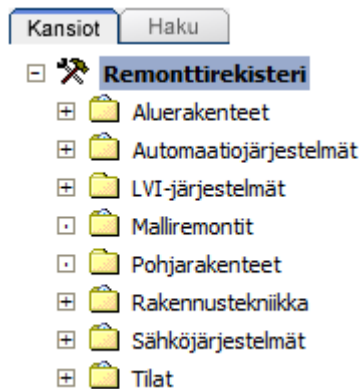 Kansiot Haku
Remonttirekisteri
Aluerakenteet
Automaatiojärjestelmät
LVI-järjestelmät
Malliremontit
Pohjarakenteet
Rakennustekniikka
Sähköjärjestelmät
Tilat